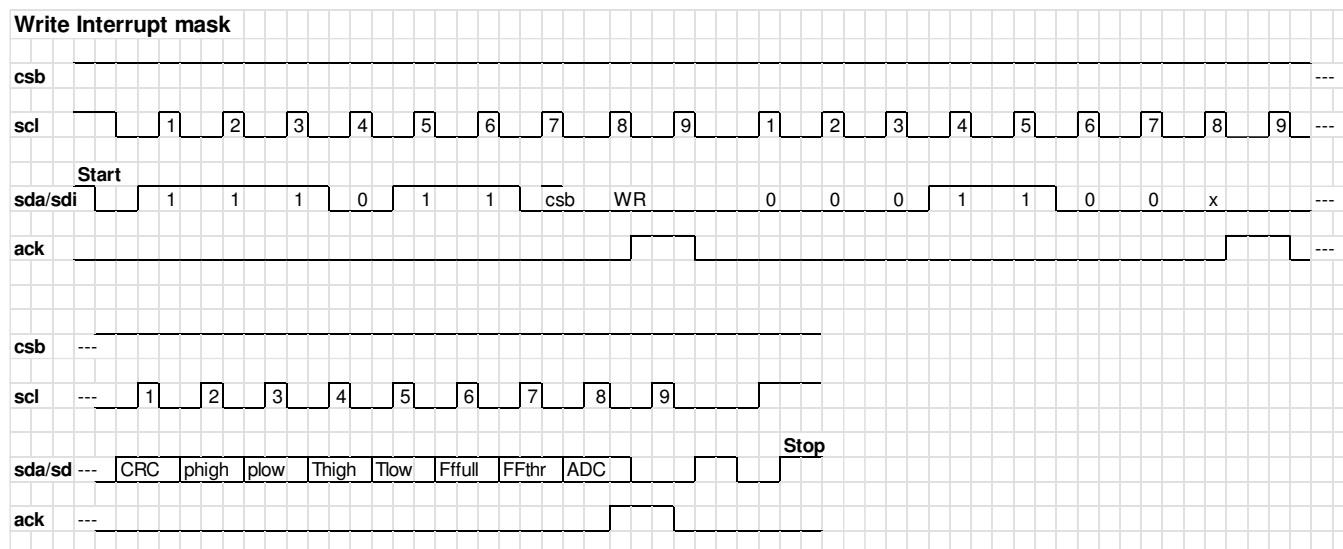 Write Interrupt mask
csb ---
scl 1 2 3 4 5 6 7 8 9 1 2 3 4 5 6 7 8 9 ---
Start
sda/sdi 1 1 1 0 1 1 csb WR 0 0 0 1 1 0 0 x ---
ack ---
csb ---
scl --- 1 2 3 4 5 6 7 8 9
Stop
sda/sd --- CRC phigh plow Thigh Tlow Fffull FFthr ADC
ack ---